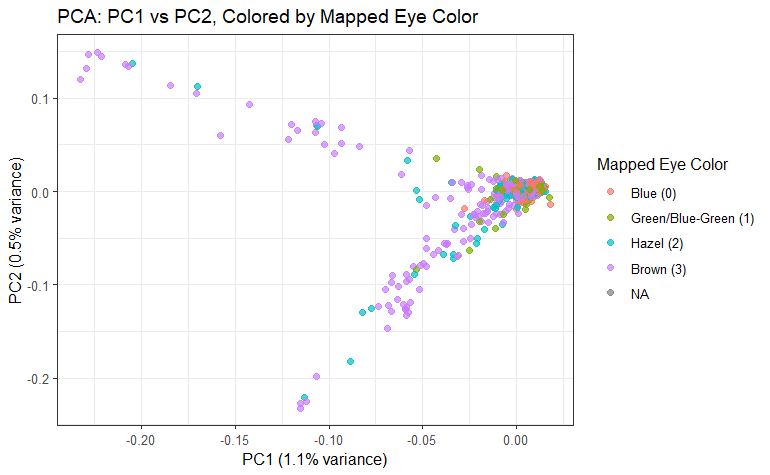 PCA: PC1 vs PC2, Colored by Mapped Eye Color
PC2 (0.5% variance)
0.1
0.0
-0.1
-0.2
-0.20
-0.15
-0.10
-0.05
0.00
PC1 (1.1% variance)
Mapped Eye Color
Blue (0)
Green/Blue-Green (1)
Hazel (2)
Brown (3)
NA